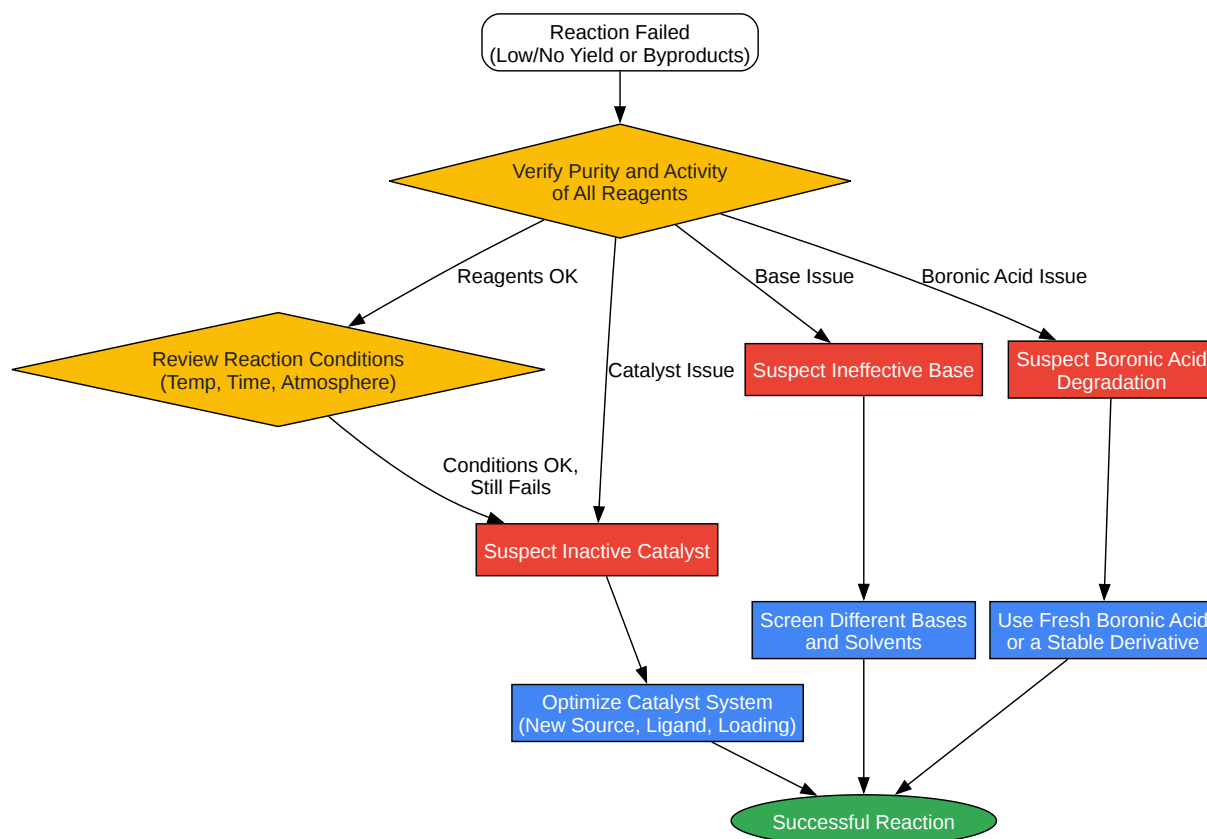 Reaction Failed
(Low/No Yield or Byproducts)
Verify Purity and Activity
of All Reagents
Reagents OK
Base Issue
Boronic Acid Issue
Review Reaction Conditions
(Temp, Time, Atmosphere)
Catalyst Issue
Suspect Ineffective Base
Suspect Boronic Acid
Degradation
Conditions OK,
Still Fails
Suspect Inactive Catalyst
Screen Different Bases
and Solvents
Use Fresh Boronic Acid
or a Stable Derivative
Optimize Catalyst System
(New Source, Ligand, Loading)
Successful Reaction